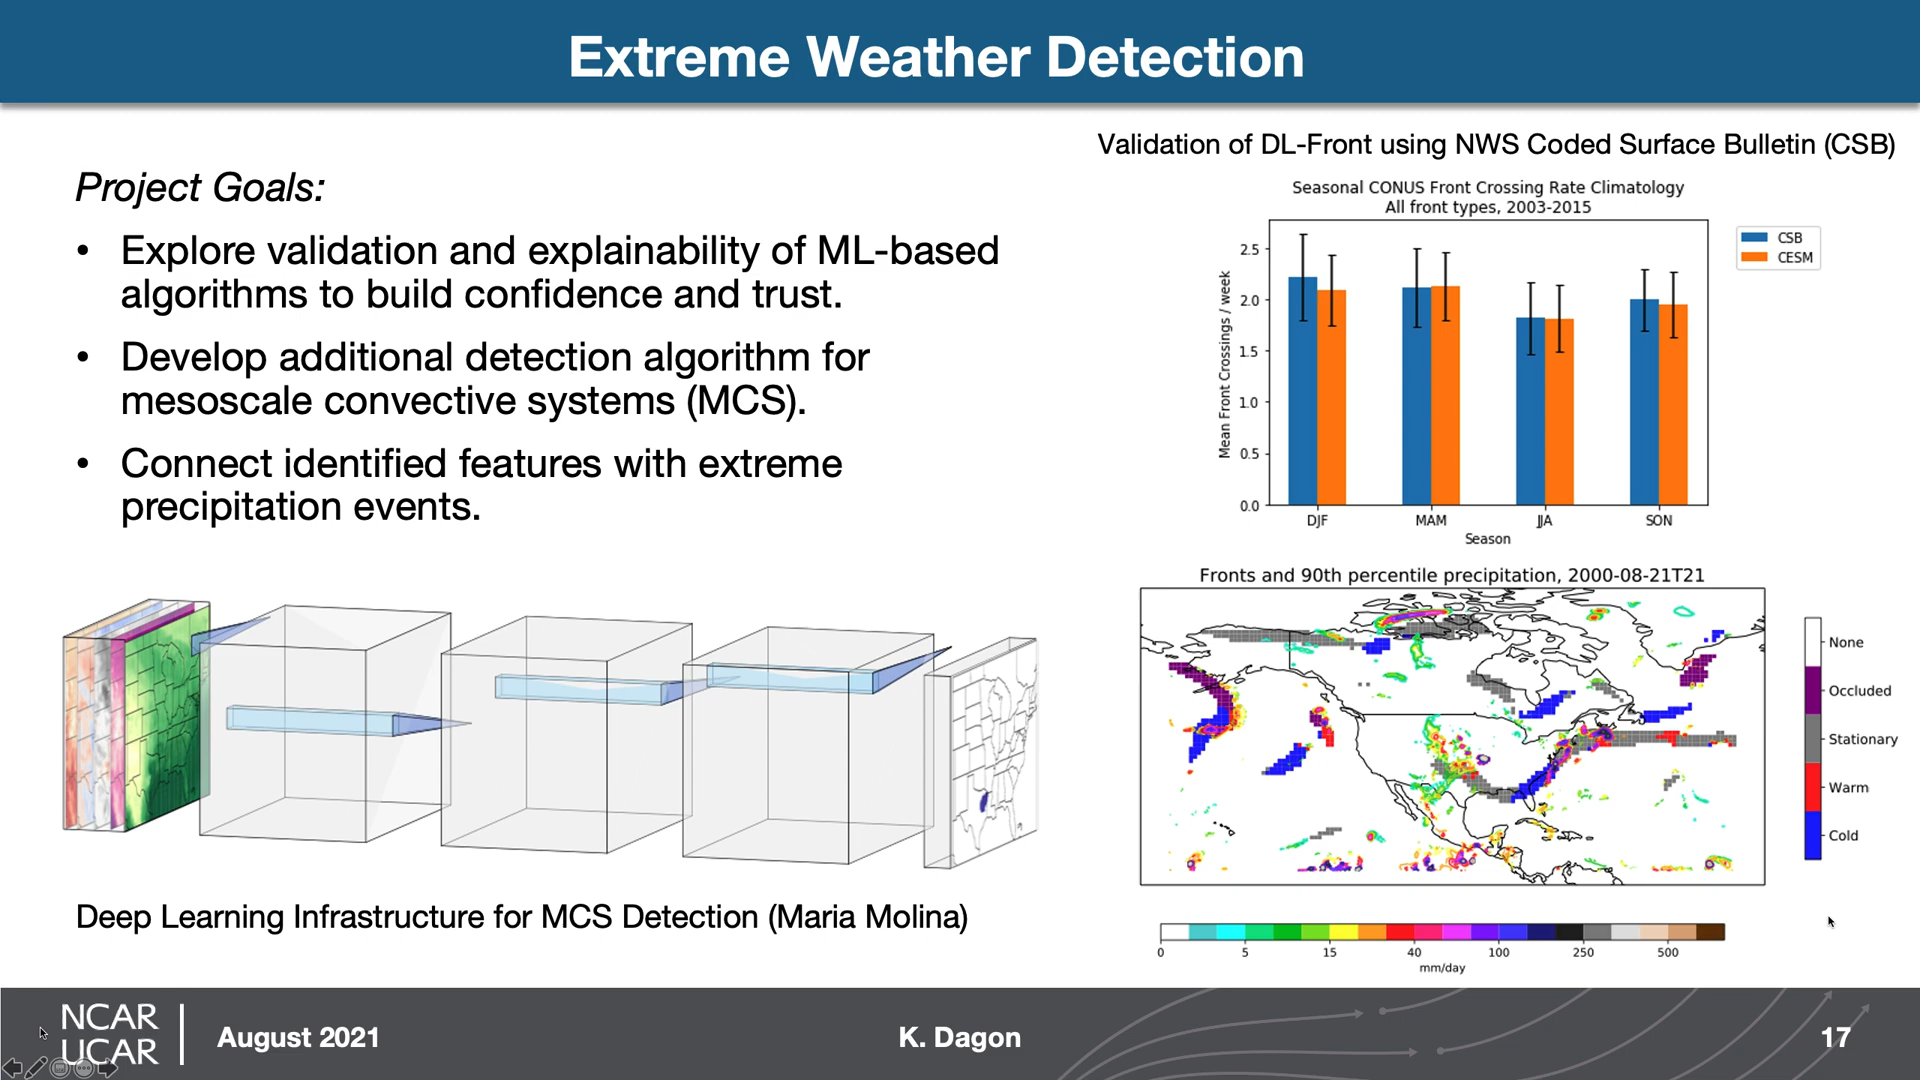 Extreme Weather Detection
Project Goals:
• Explore validation and explainability of ML-based
algorithms to build confidence and trust.
• Develop additional detection algorithm for
mesoscale convective systems (MCS).
• Connect identified features with extreme
precipitation events.
Deep Learning Infrastructure for MCS Detection (Maria Molina)
Validation of DL-Front using NWS Coded Surface Bulletin (CSB)
Seasonal CONUS Front Crossing Rate Climatology
All front types, 2003-2015
Mean Front Crossings / week
2.5
2.0
1.5
1.0
0.5
0.0
DJF MAM JJA SON
Season
CSB
CESM
Fronts and 90th percentile precipitation, 2000-08-21T21
None
Occluded
Stationary
Warm
Cold
0 5 15 40 100 250 500
mm/day
NCAR
UCAR
August 2021
K. Dagon
17